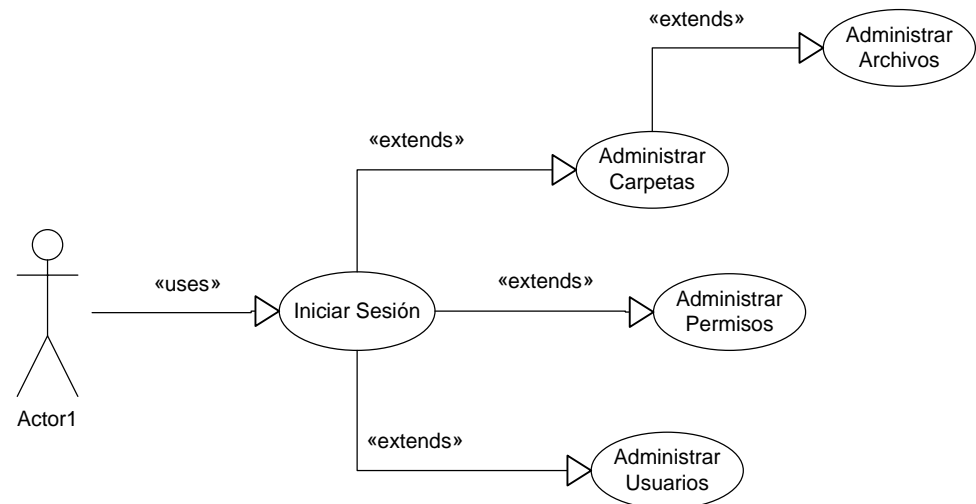 «extends»
Administrar
Archivos
«extends»
Administrar
Carpetas
«uses»
Iniciar Sesión
«extends»
Administrar
Permisos
Actor1
«extends»
Administrar
Usuarios